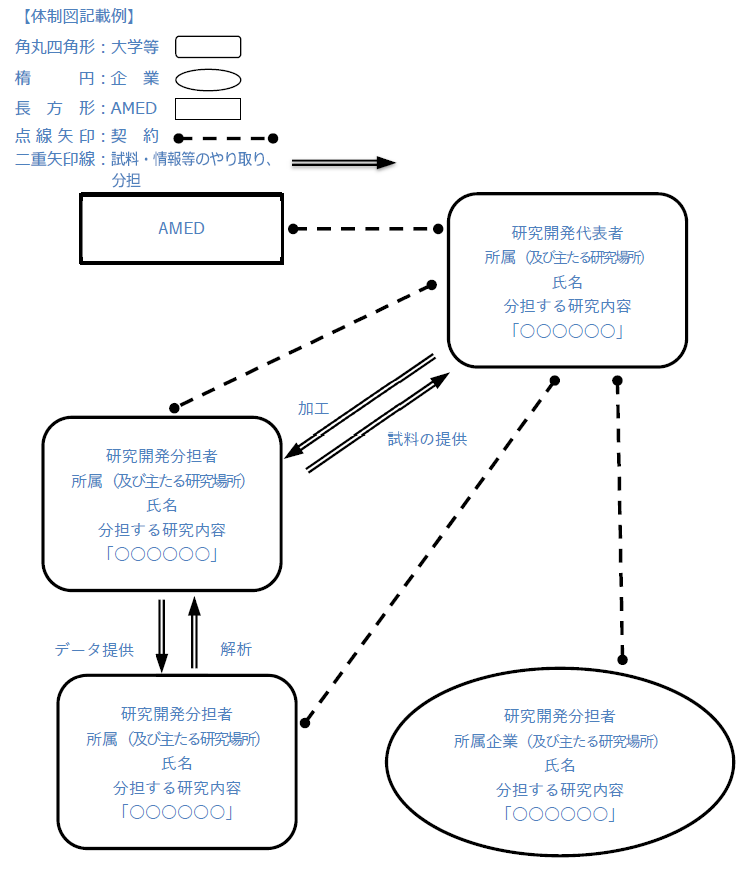 【体制図記載例】
角丸四角形：大学等
楕　　　円：企　業
長　方　形：AMED
点線矢印：契　約
二重矢印線：試料・情報等のやり取り、
分担
AMED
研究開発代表者
所属（及び主たる研究場所）
氏名
分担する研究内容
「〇〇〇〇〇〇」
加工
試料の提供
研究開発分担者
所属（及び主たる研究場所）
氏名
分担する研究内容
「〇〇〇〇〇〇」
データ提供
解析
研究開発分担者
所属（及び主たる研究場所）
氏名
分担する研究内容
「〇〇〇〇〇〇」
研究開発分担者
所属企業（及び主たる研究場所）
氏名
分担する研究内容
「〇〇〇〇〇〇」